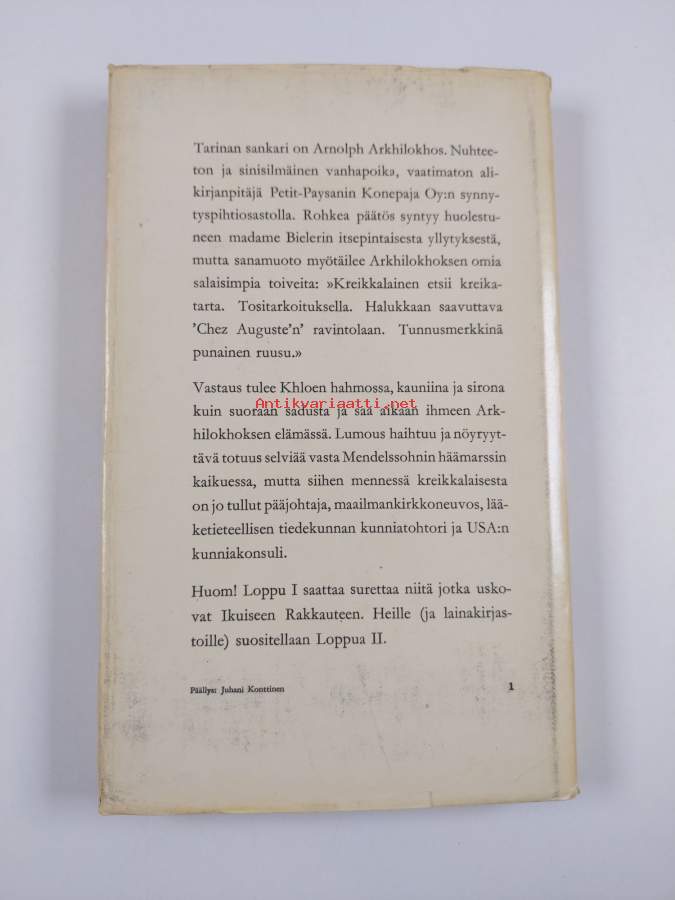 Tarinan sankari on Arnolph Arkhilokhos. Nuhtee-
ton ja sinisilmäinen vanhapoika, vaatimaton ali-
kirjanpitäjä Petit-Paysanin Konepaja Oy:n synny-
tyspihtiosastolla. Rohkea päätös syntyy huolestu-
neen madame Bielerin itsepintaisesta yllytyksestä,
mutta sanamuoto myötäilee Arkhilokhoksen omia
salaisimpia toiveita: »Kreikkalainen etsii kreika-
tarta. Tositarkoituksella. Halukkaan saavuttava
'Chez Auguste'n' ravintolaan. Tunnusmerkkinä
punainen ruusu.»
Vastaus tulee Khloen hahmossa, kauniina ja sirona
kuin suoraan sadusta ja saa aikaan ihmeen Ark-
Antikvariaatti.net
hilokhoksen elämässä. Lumous haihtuu ja nöyryyt-
tävä totuus selviää vasta Mendelssohnin häämarssin
kaikuessa, mutta siihen mennessä kreikkalaisesta
on jo tullut pääjohtaja, maailmankirkkoneuvos, lää-
ketieteellisen tiedekunnan kunniatohtori ja USA:n
kunniakonsuli.
Huom! Loppu I saattaa surettaa niitä jotka usko-
vat Ikuiseen Rakkauteen. Heille (ja lainakirjas-
toille) suositellaan Loppua II.
Päällys: Juhani Konttinen 1